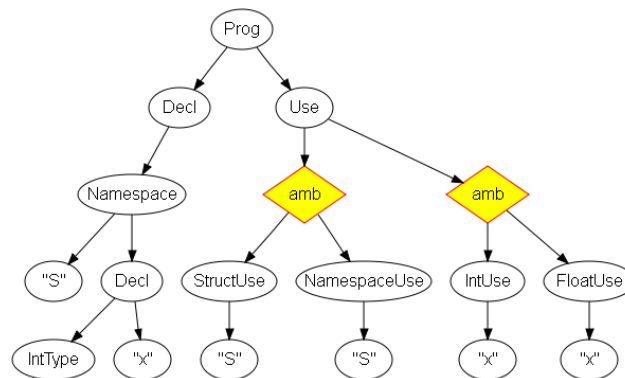 Prog
Decl Use
Namespace amb amb
"S" Decl StructUse NamespaceUse IntUse FloatUse
IntType "x" "S" "S" "x" "x"